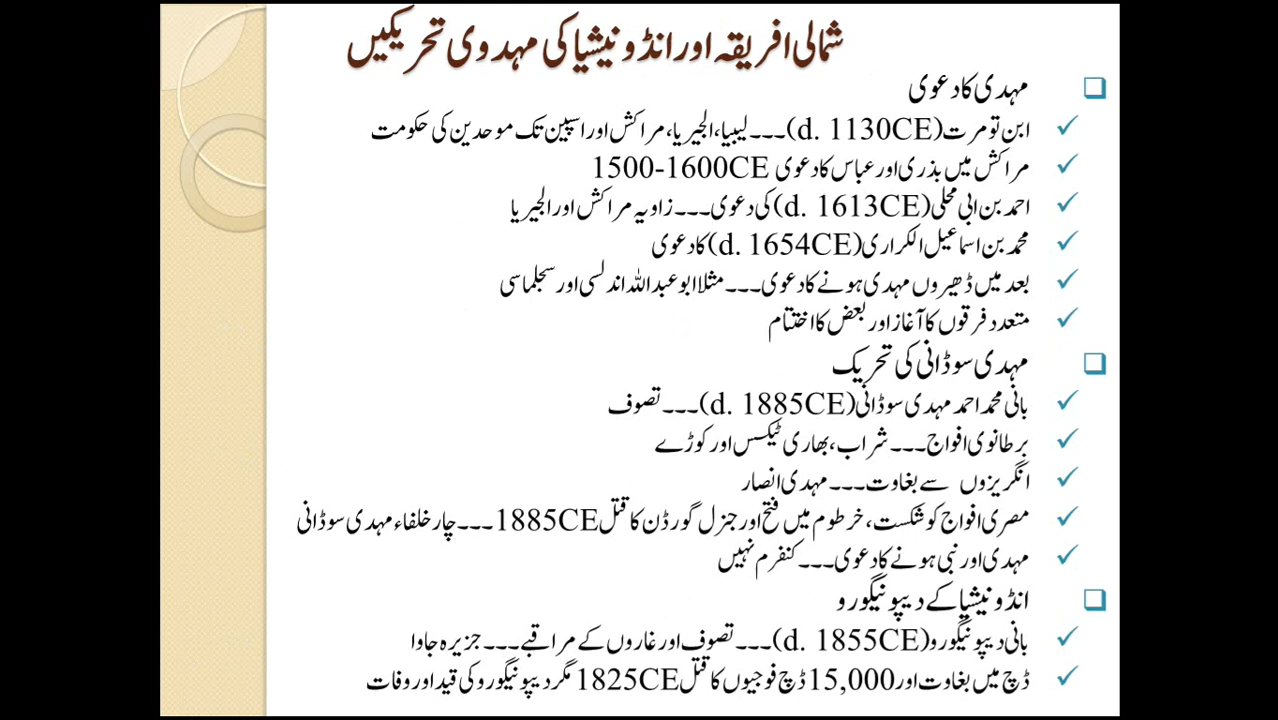 شمالی افریقہ اور انڈونیشیا کی مہدوی تحریکیں
مہدی کا دعوی
ابن تومرت (d. 1130CE)۔۔۔ لیبیا، الجیریا، مراکش اور اسپین تک موحدین کی حکومت
مراکش میں بذری اور عباس کا دعوی 1500-1600CE
احمد بن ابی محلی (d. 1613CE) کی دعوی۔۔۔ زاویہ مراکش اور الجیریا
محمد بن اسماعیل الکراری (d. 1654CE) کا دعوی
بعد میں ڈھیروں مہدی ہونے کا دعوی۔۔۔ مثلا ابو عبداللہ اندلسی اور سجلماسی
متعدد فرقوں کا آغاز اور بعض کا اختتام
مہدی سوڈانی کی تحریک
بانی محمد احمد مہدی سوڈانی (d. 1885CE)۔۔۔ تصوف
برطانوی افواج۔۔۔ شراب، بھاری ٹیکس اور کوڑے
انگریزوں سے بغاوت۔۔۔ مہدی انصار
مصری افواج کو شکست، خرطوم میں فتح اور جنرل گورڈن کا قتل 1885CE۔۔۔ چار خلفاء مہدی سوڈانی
مہدی اور نبی ہونے کا دعوی۔۔۔ کنفرم نہیں
انڈونیشیا کے دیپونیگورو
بانی دیپونیگورو (d. 1855CE)۔۔۔ تصوف اور غاروں کے مراقبے۔۔۔ جزیرہ جاوا
ڈچ میں بغاوت اور 15,000 ڈچ فوجیوں کا قتل 1825CE مگر دیپونیگورو کی قید اور وفات